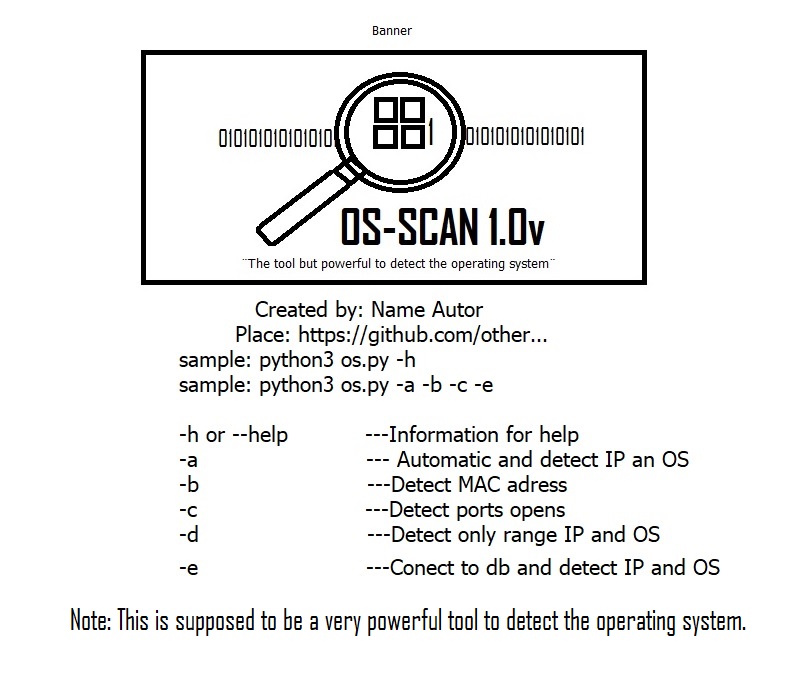 Banner
01010101010101010 1 0101010101010101
OS-SCAN 1.0v
¨The tool but powerful to detect the operating system¨
Created by: Name Autor
Place: https://github.com/other...
sample: python3 os.py -h
sample: python3 os.py -a -b -c -e
-h or --help ---Information for help
-a --- Automatic and detect IP an OS
-b ---Detect MAC adress
-c ---Detect ports opens
-d ---Detect only range IP and OS
-e ---Conect to db and detect IP and OS
Note: This is supposed to be a very powerful tool to detect the operating system.